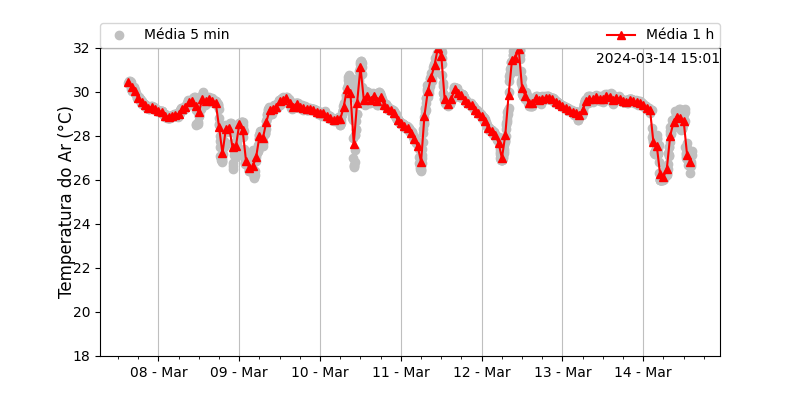 Média 5 min
Média 1 h
2024-03-14 15:01
Temperatura do Ar (°C)
32
30
28
26
24
22
20
18
08 - Mar
09 - Mar
10 - Mar
11 - Mar
12 - Mar
13 - Mar
14 - Mar